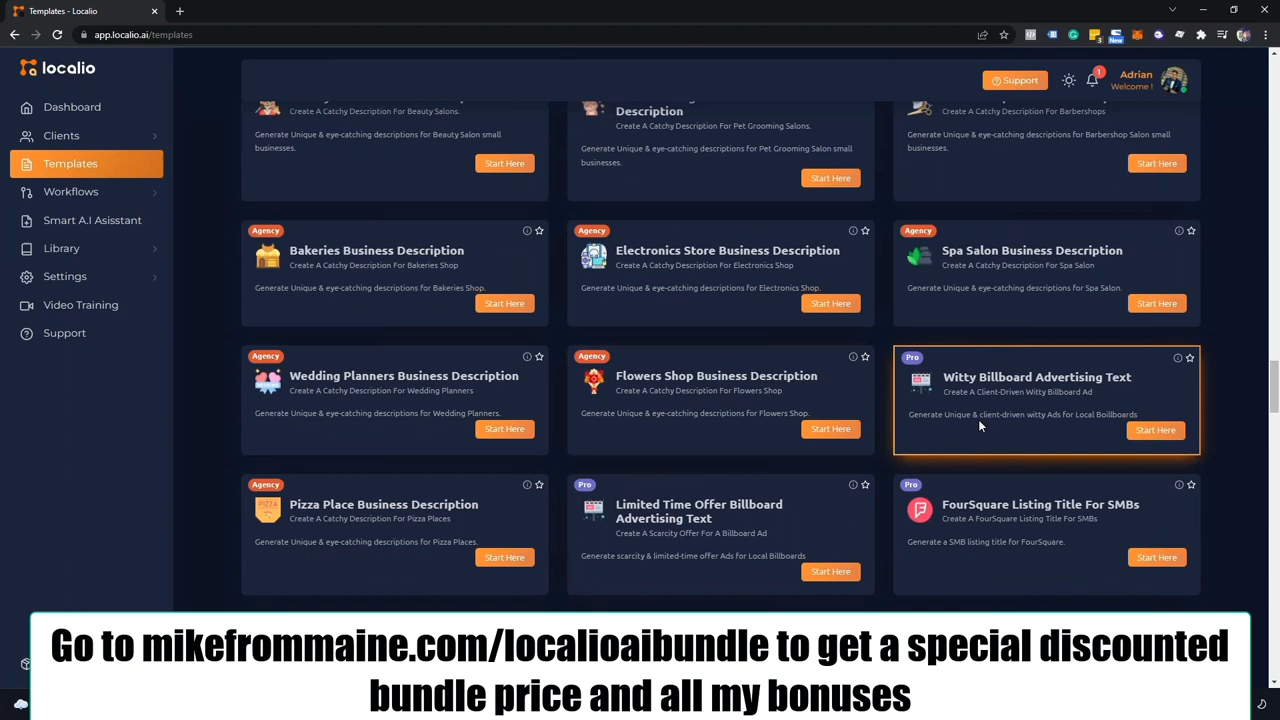 Templates - Localio
app.localio.ai/templates
New
localio
Support
1
Adrian
Welcome !
Dashboard
Clients
Templates
Workflows
Smart A.I Asisstant
Library
Settings
Video Training
Support
Create A Catchy Description For Beauty Salons.
Generate Unique & eye-catching descriptions for Beauty Salon small
businesses.
Start Here
Description
Create A Catchy Description For Pet Grooming Salons.
Generate Unique & eye-catching descriptions for Pet Grooming Salon small
businesses.
Start Here
Create A Catchy Description For Barbershops
Generate Unique & eye-catching descriptions for Barbershop Salon small
businesses.
Start Here
Agency
Bakeries Business Description
Create A Catchy Description For Bakeries Shop
Generate Unique & eye-catching descriptions for Bakeries Shop.
Start Here
Agency
Electronics Store Business Description
Create A Catchy Description For Electronics Shop
Generate Unique & eye-catching descriptions for Electronics Shop.
Start Here
Agency
Spa Salon Business Description
Create A Catchy Description For Spa Salon
Generate Unique & eye-catching descriptions for Spa Salon.
Start Here
Agency
Wedding Planners Business Description
Create A Catchy Description For Wedding Planners
Generate Unique & eye-catching descriptions for Wedding Planners.
Start Here
Agency
Flowers Shop Business Description
Create A Catchy Description For Flowers Shop
Generate Unique & eye-catching descriptions for Flowers Shop.
Start Here
Pro
Witty Billboard Advertising Text
Create A Client-Driven Witty Billboard Ad
Generate Unique & client-driven witty Ads for Local Boillboards
Start Here
Agency
PIZZA
Pizza Place Business Description
Create A Catchy Description For Pizza Places
Generate Unique & eye-catching descriptions for Pizza Places.
Start Here
Pro
Limited Time Offer Billboard
Advertising Text
Create A Scarcity Offer For A Billboard Ad
Generate scarcity & limited-time offer Ads for Local Billboards
Start Here
Pro
FourSquare Listing Title For SMBs
Create A FourSquare Listing Title For SMBs
Generate a SMB listing title for FourSquare.
Start Here
Go to mikefrommaine.com/localioaibundle to get a special discounted
bundle price and all my bonuses